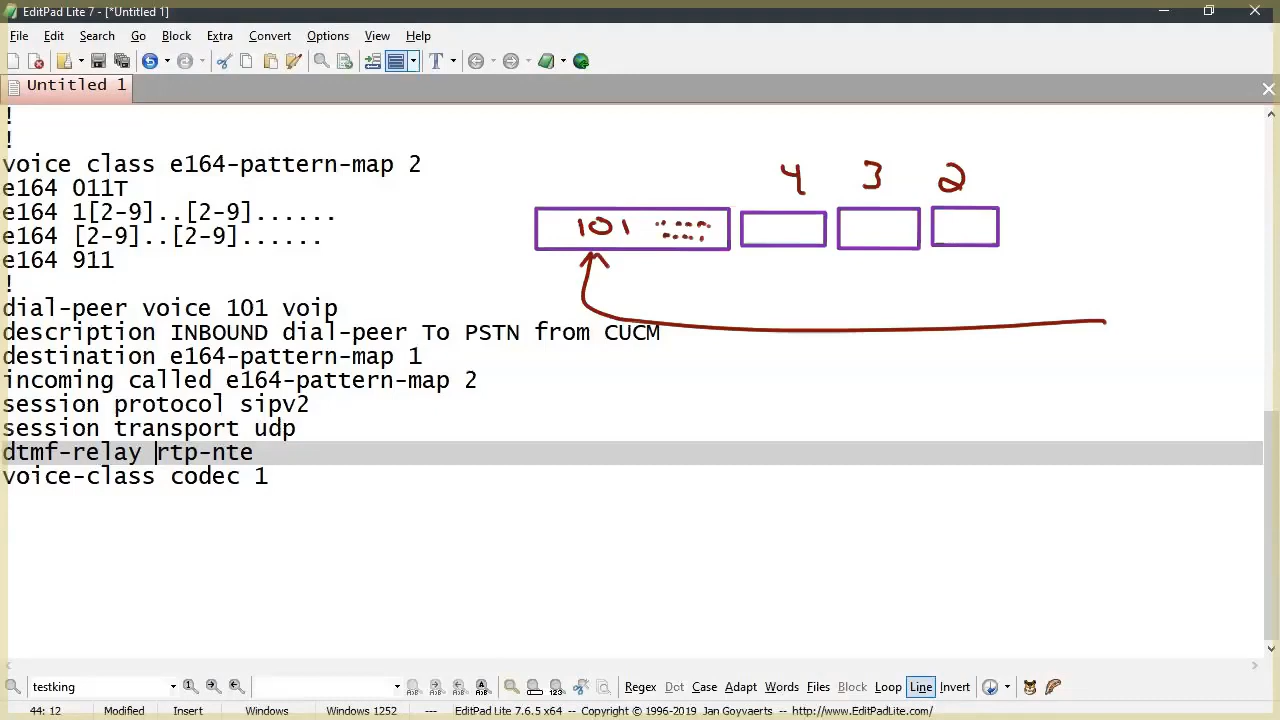 EditPad Lite 7 - [*Untitled 1]
File Edit Search Go Block Extra Convert Options View Help
Untitled 1
!
!
voice class e164-pattern-map 2
e164 011T
e164 1[2-9]..[2-9]......
e164 [2-9]..[2-9]......
e164 911
!
dial-peer voice 101 voip
description INBOUND dial-peer To PSTN from CUCM
destination e164-pattern-map 1
incoming called e164-pattern-map 2
session protocol sipv2
session transport udp
dtmf-relay rtp-nte
voice-class codec 1
4 3 2
101
testking
Regex Dot Case Adapt Words Files Block Loop Line Invert
44: 12 Modified Insert Windows Windows 1252 --- EditPad Lite 7.6.5 x64 -- Copyright © 1996-2019 Jan Goyvaerts -- http://www.EditPadLite.com/